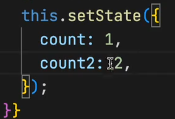 this.setState({
count: 1,
count2: 2,
});
}}